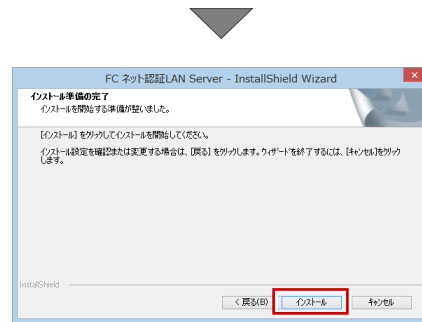 FC ネット認証LAN Server - InstallShield Wizard
インストール準備の完了
インストールを開始する準備が整いました。
[インストール] をクリックしてインストールを開始してください。
インストール設定を確認または変更する場合は、[戻る] をクリックします。ウィザードを終了するには、[キャンセル]をクリック
します。
InstallShield
< 戻る(B)
インストール
キャンセル